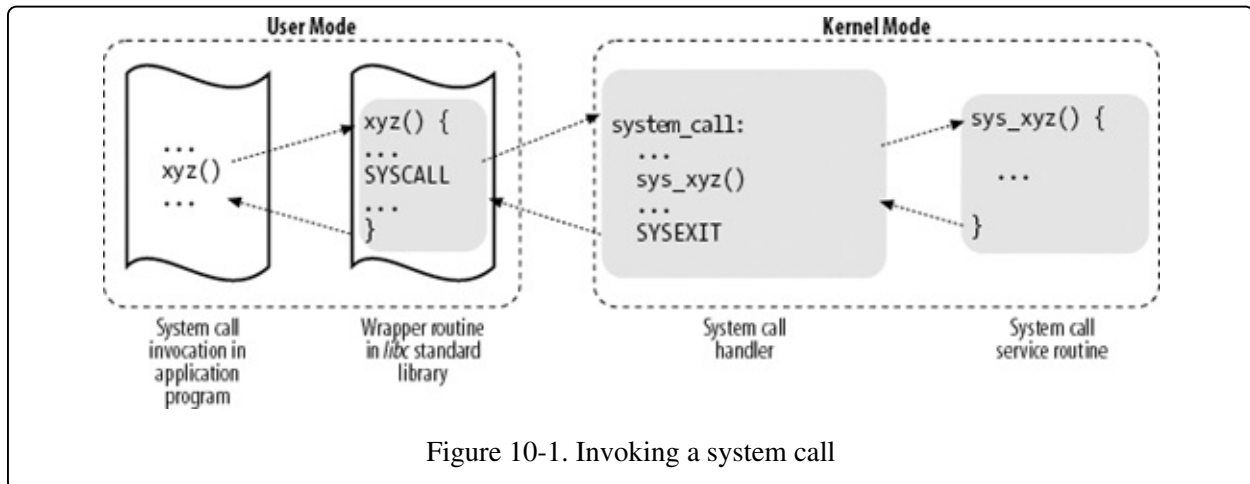 User Mode
Kernel Mode
...
xyz()
...
xyz() {
...
SYSCALL
...
}
system_call:
...
sys_xyz()
...
SYSEXIT
sys_xyz() {
...
}
System call
invocation in
application
program
Wrapper routine
in libc standard
library
System call
handler
System call
service routine
Figure 10-1. Invoking a system call